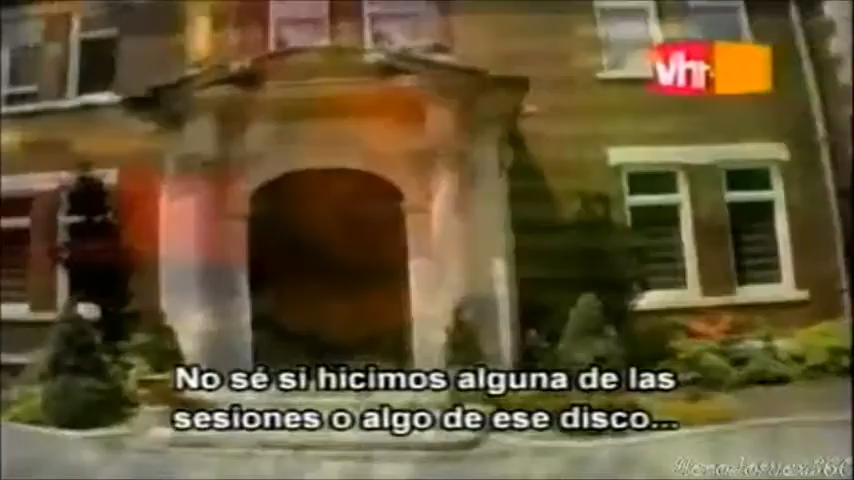 vh1
No sé si hicimos alguna de las
sesiones o algo de ese disco...